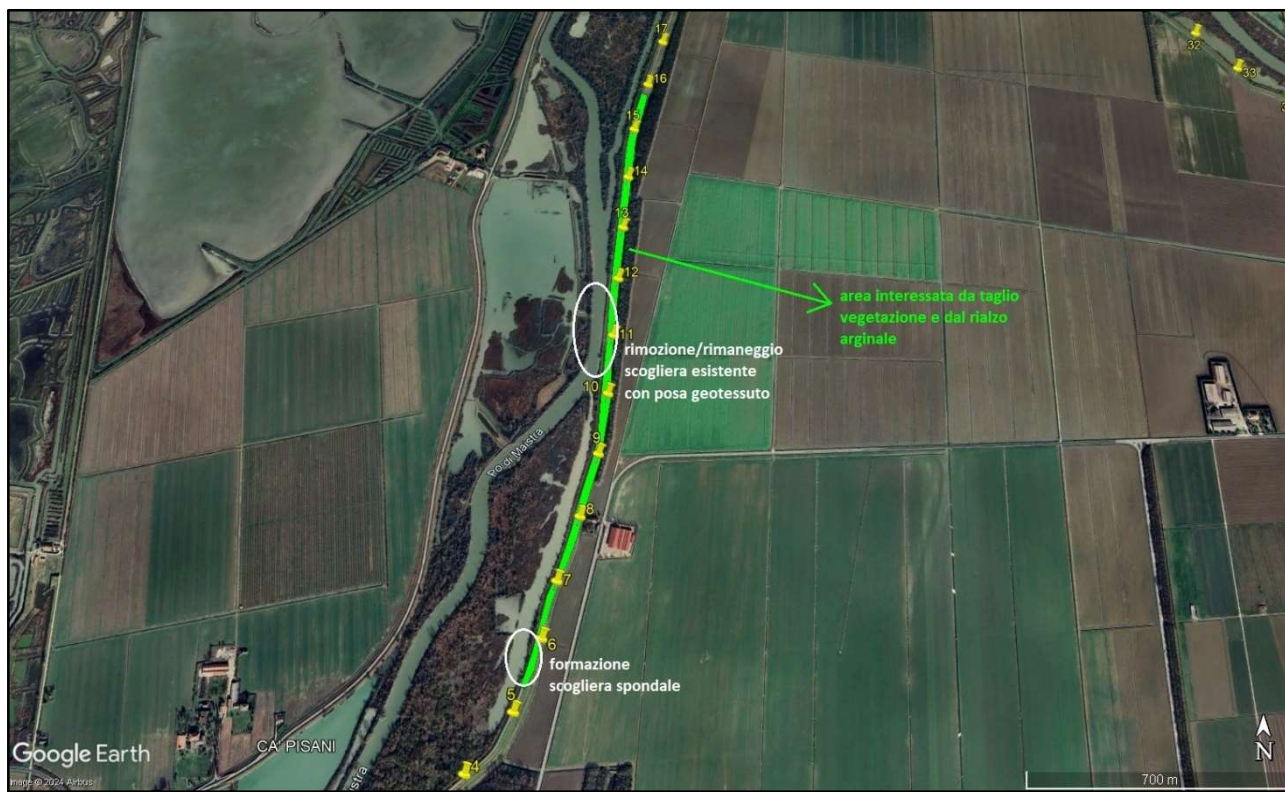 17
32
33
16
15
14
13
12
area interessata da taglio
vegetazione e dal rialzo
arginale
11
rimozione/rimaneggio
scogliera esistente
con posa geotessuto
10
9
Po di Maistra
8
7
6
formazione
scogliera spondale
5
4
CA' PISANI
Google Earth
Image © 2024 Airbus
N
700 m